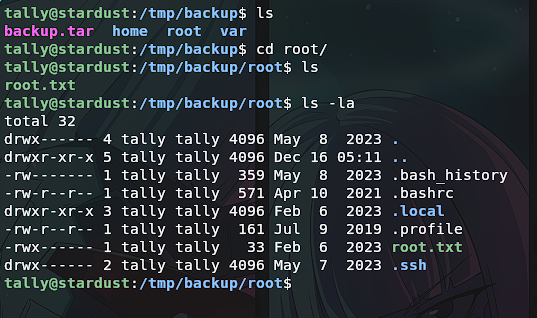 tally@stardust:/tmp/backup$ ls
backup.tar  home  root  var
tally@stardust:/tmp/backup$ cd root/
tally@stardust:/tmp/backup/root$ ls
root.txt
tally@stardust:/tmp/backup/root$ ls -la
total 32
drwx------ 4 tally tally 4096 May  8  2023 .
drwxr-xr-x 5 tally tally 4096 Dec 16 05:11 ..
-rw------- 1 tally tally  359 May  8  2023 .bash_history
-rw-r--r-- 1 tally tally  571 Apr 10  2021 .bashrc
drwxr-xr-x 3 tally tally 4096 Feb  6  2023 .local
-rw-r--r-- 1 tally tally  161 Jul  9  2019 .profile
-rwx------ 1 tally tally   33 Feb  6  2023 root.txt
drwx------ 2 tally tally 4096 May  7  2023 .ssh
tally@stardust:/tmp/backup/root$